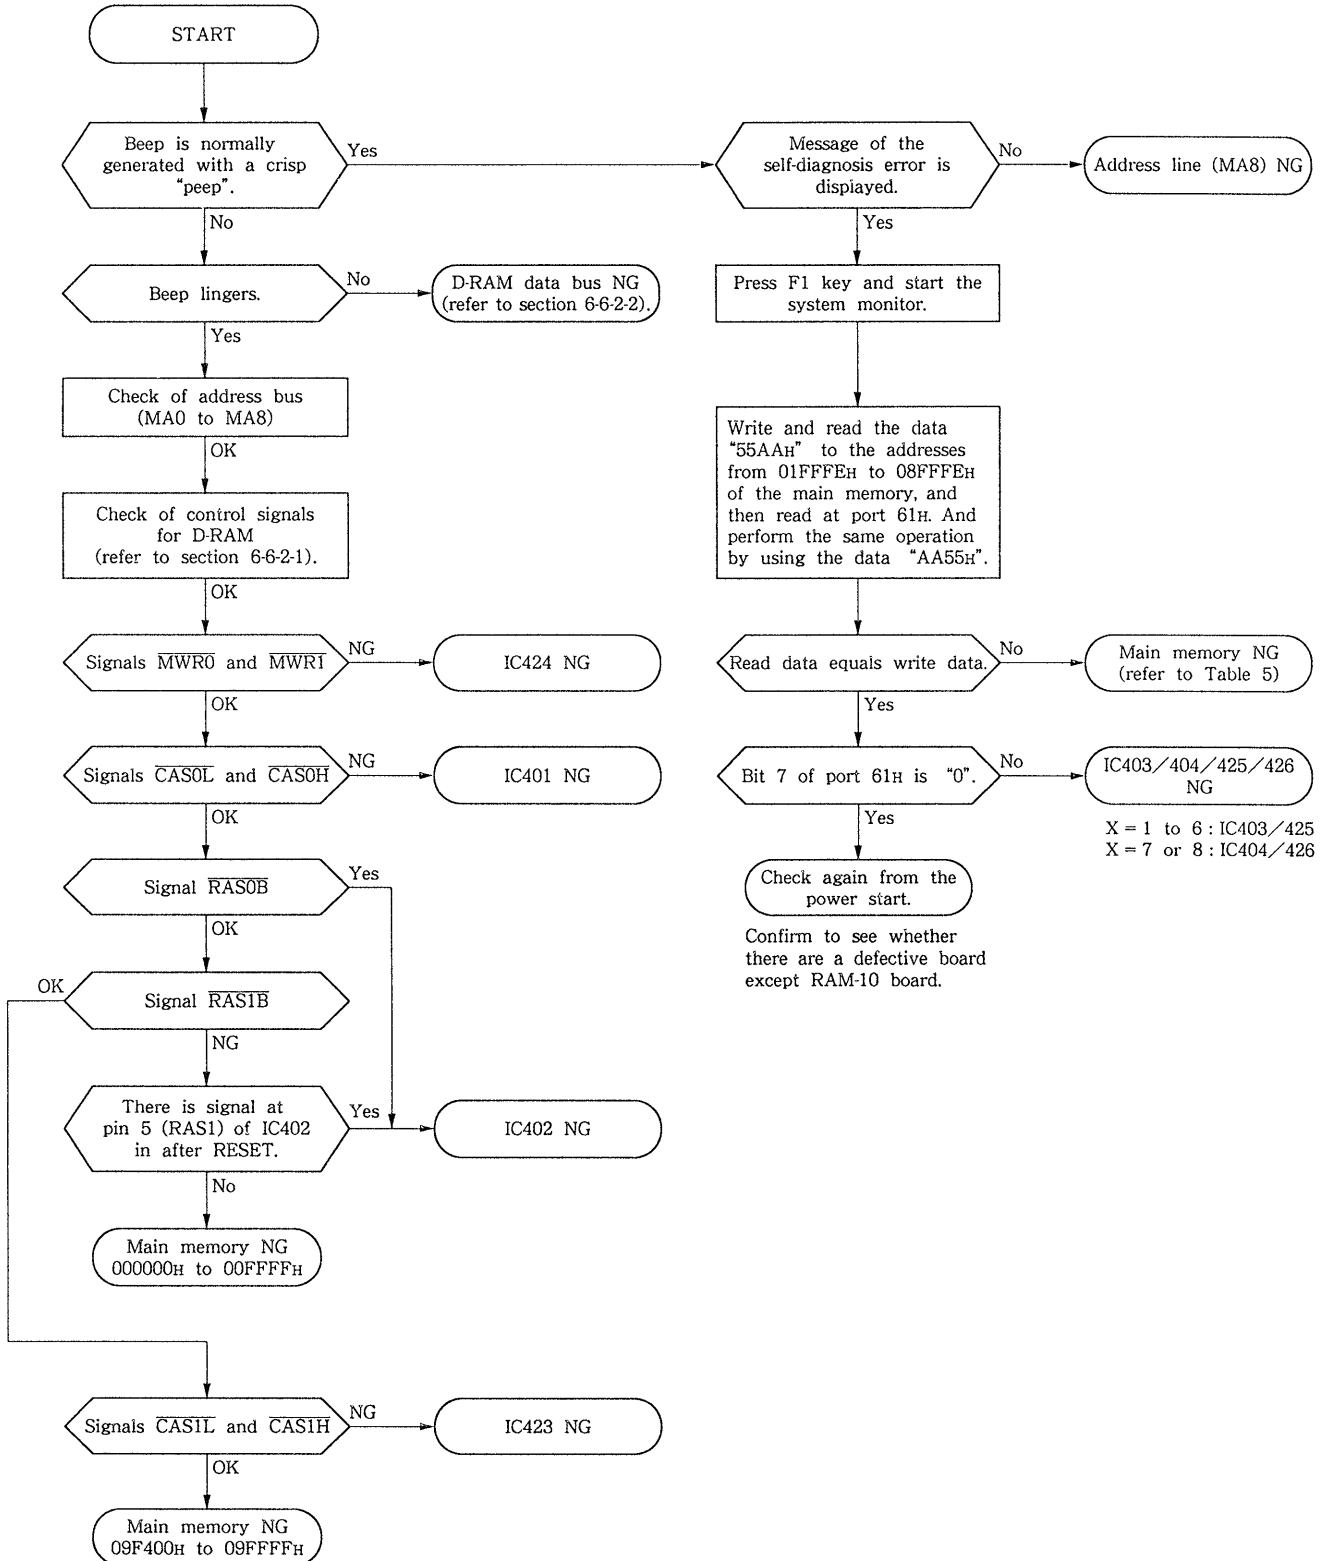 START
Beep is normally
generated with a crisp
“peep”.
Yes
No
Message of the
self-diagnosis error is
displayed.
No
Yes
Address line (MA8) NG
Beep lingers.
No
Yes
D-RAM data bus NG
(refer to section 6-6-2-2).
Press F1 key and start the
system monitor.
Check of address bus
(MA0 to MA8)
OK
Write and read the data
“55AAH” to the addresses
from 01FFFEH to 08FFFEH
of the main memory, and
then read at port 61H. And
perform the same operation
by using the data “AA55H”.
Check of control signals
for D-RAM
(refer to section 6-6-2-1).
OK
Signals MWR0 and MWR1
NG
OK
IC424 NG
Read data equals write data.
No
Yes
Main memory NG
(refer to Table 5)
Signals CAS0L and CAS0H
NG
OK
IC401 NG
Bit 7 of port 61H is “0”.
No
Yes
IC403/404/425/426
NG
X = 1 to 6 : IC403/425
X = 7 or 8 : IC404/426
Signal RAS0B
Yes
OK
Check again from the
power start.
Confirm to see whether
there are a defective board
except RAM-10 board.
OK
Signal RAS1B
NG
There is signal at
pin 5 (RAS1) of IC402
in after RESET.
Yes
No
IC402 NG
Main memory NG
000000H to 00FFFFH
Signals CAS1L and CAS1H
NG
OK
IC423 NG
Main memory NG
09F400H to 09FFFFH